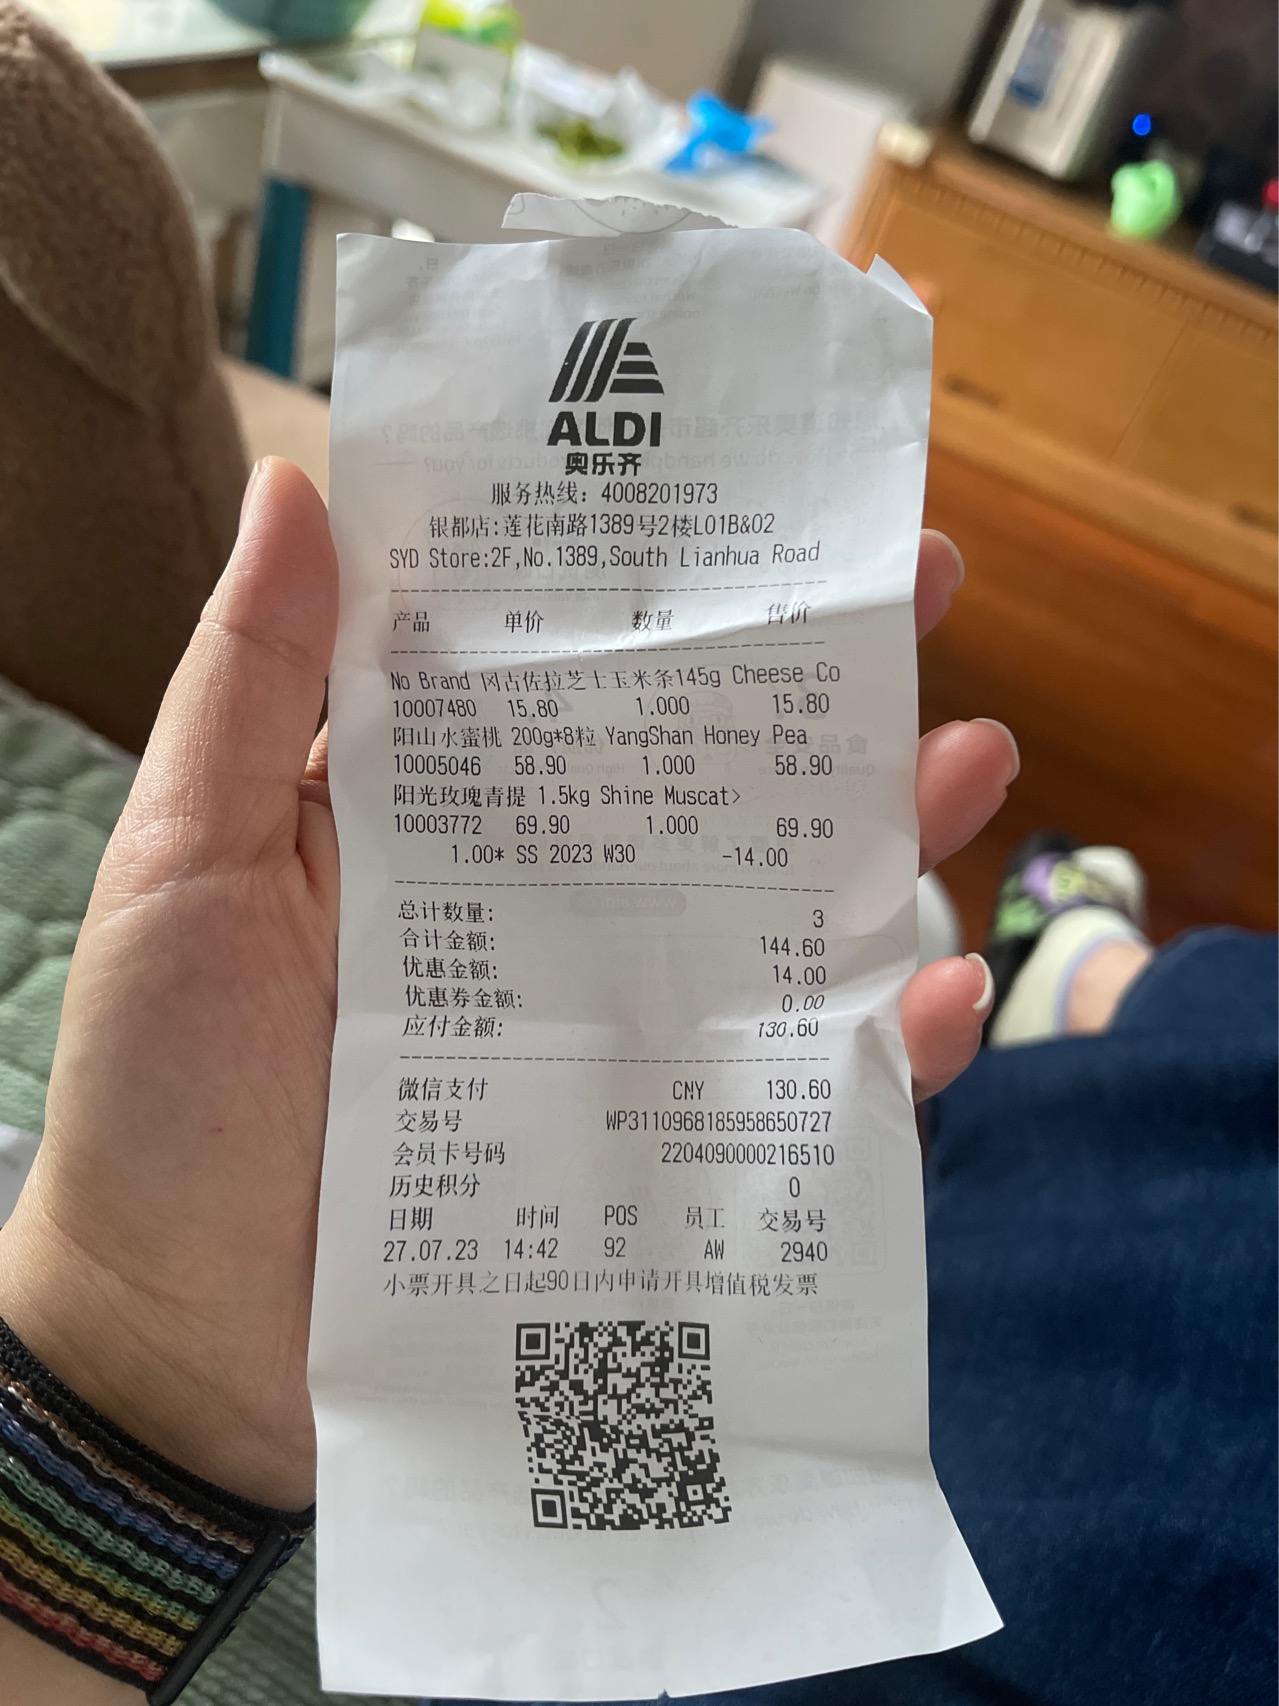 ALDI
奥乐齐
服务热线: 4008201973
银都店:莲花南路1389号2楼L01B&02
SYD Store:2F,No.1389,South Lianhua Road
产品 单价 数量 售价
No Brand 冈古佐拉芝士玉米条145g Cheese Co
10007480 15.80 1.000 15.80
阳山水蜜桃 200g*8粒 YangShan Honey Pea
10005046 58.90 1.000 58.90
阳光玫瑰青提 1.5kg Shine Muscat>
10003772 69.90 1.000 69.90
1.00* SS 2023 W30 -14.00
总计数量: 3
合计金额: 144.60
优惠金额: 14.00
优惠券金额: 0.00
应付金额: 130.60
微信支付 CNY 130.60
交易号 WP3110968185958650727
会员卡号码 2204090000216510
历史积分 0
日期 时间 POS 员工 交易号
27.07.23 14:42 92 AW 2940
小票开具之日起90日内申请开具增值税发票